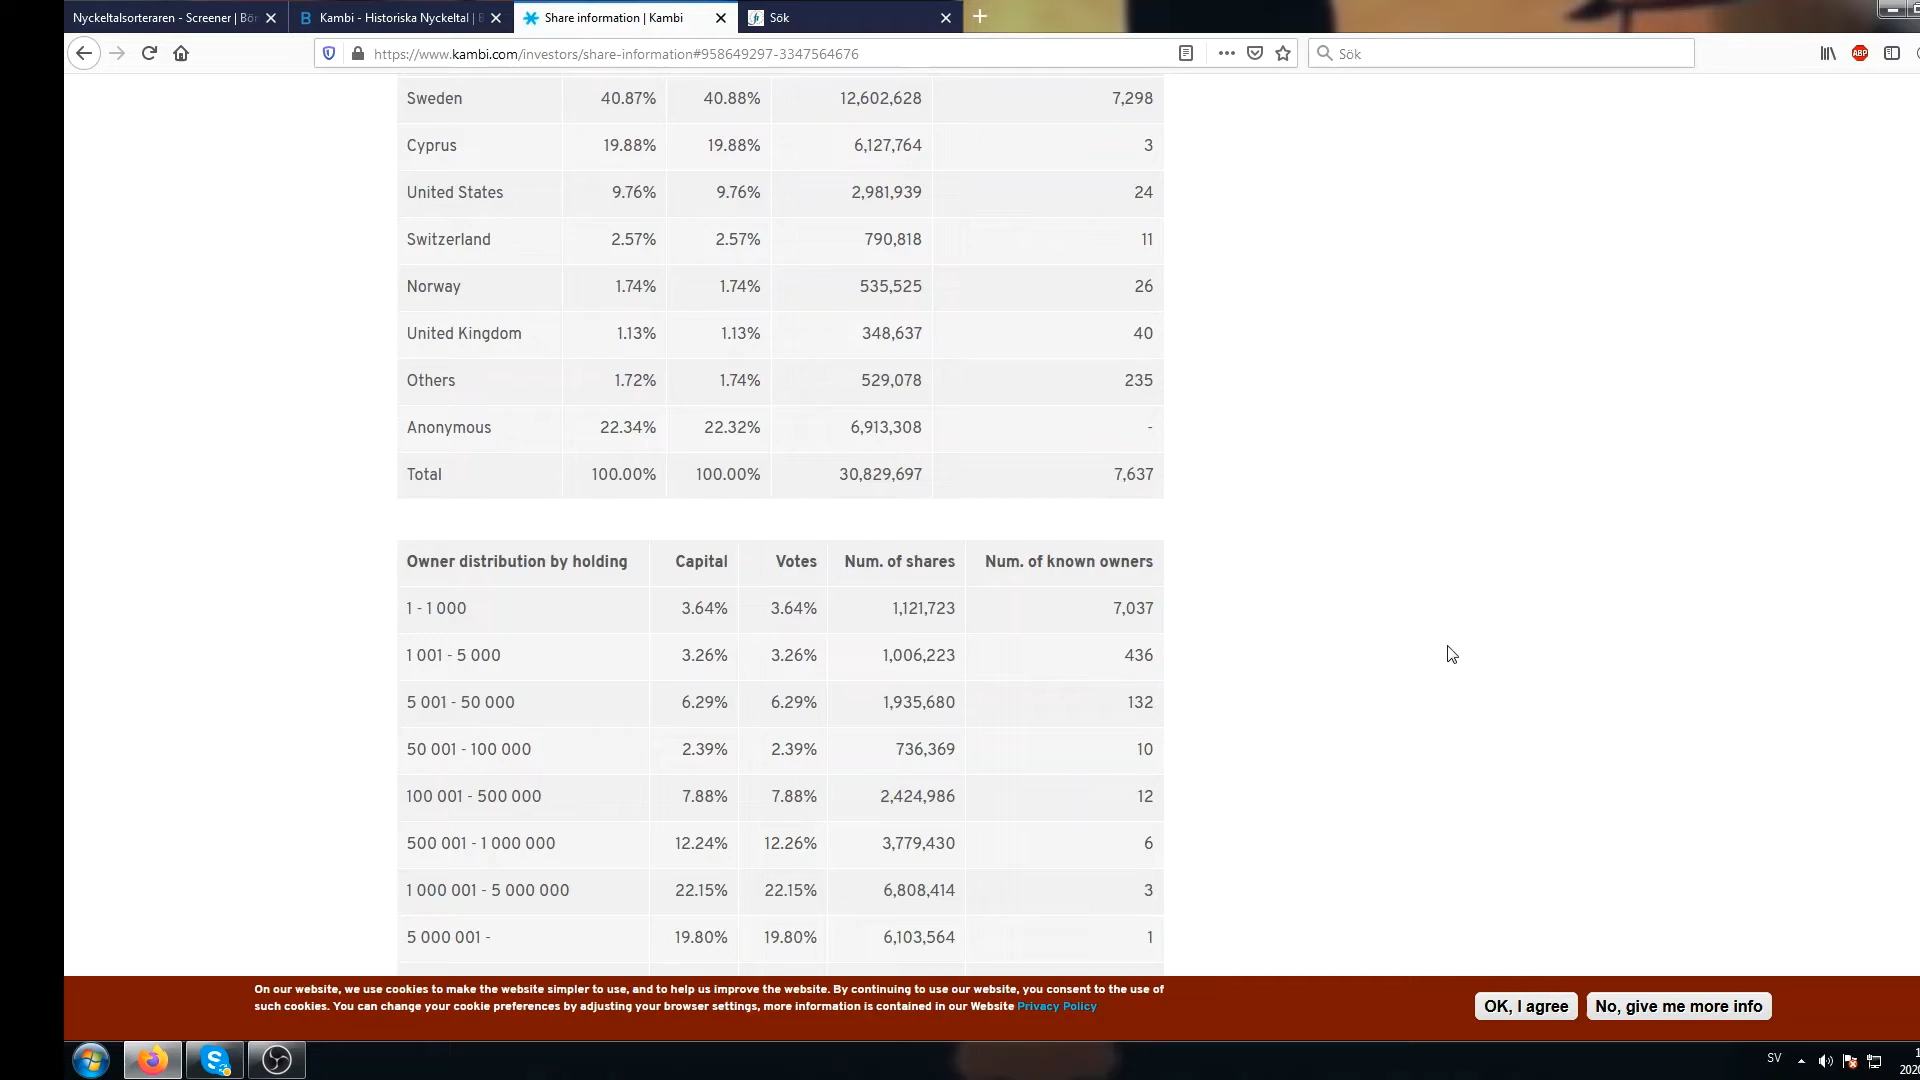 Nyckeltalsorteraren - Screener | Bör
Kambi - Historiska Nyckeltal |
Share information | Kambi
Sök
https://www.kambi.com/investors/share-information#958649297-3347564676
ABP
Sök
Sweden 40.87% 40.88% 12,602,628 7,298
Cyprus 19.88% 19.88% 6,127,764 3
United States 9.76% 9.76% 2,981,939 24
Switzerland 2.57% 2.57% 790,818 11
Norway 1.74% 1.74% 535,525 26
United Kingdom 1.13% 1.13% 348,637 40
Others 1.72% 1.74% 529,078 235
Anonymous 22.34% 22.32% 6,913,308 -
Total 100.00% 100.00% 30,829,697 7,637
Owner distribution by holding Capital Votes Num. of shares Num. of known owners
1 - 1 000 3.64% 3.64% 1,121,723 7,037
1 001 - 5 000 3.26% 3.26% 1,006,223 436
5 001 - 50 000 6.29% 6.29% 1,935,680 132
50 001 - 100 000 2.39% 2.39% 736,369 10
100 001 - 500 000 7.88% 7.88% 2,424,986 12
500 001 - 1 000 000 12.24% 12.26% 3,779,430 6
1 000 001 - 5 000 000 22.15% 22.15% 6,808,414 3
5 000 001 - 19.80% 19.80% 6,103,564 1
On our website, we use cookies to make the website simpler to use, and to help us improve the website. By continuing to use our website, you consent to the use of
such cookies. You can change your cookie preferences by adjusting your browser settings, more information is contained in our Website Privacy Policy
OK, I agree
No, give me more info
SV
1
2020